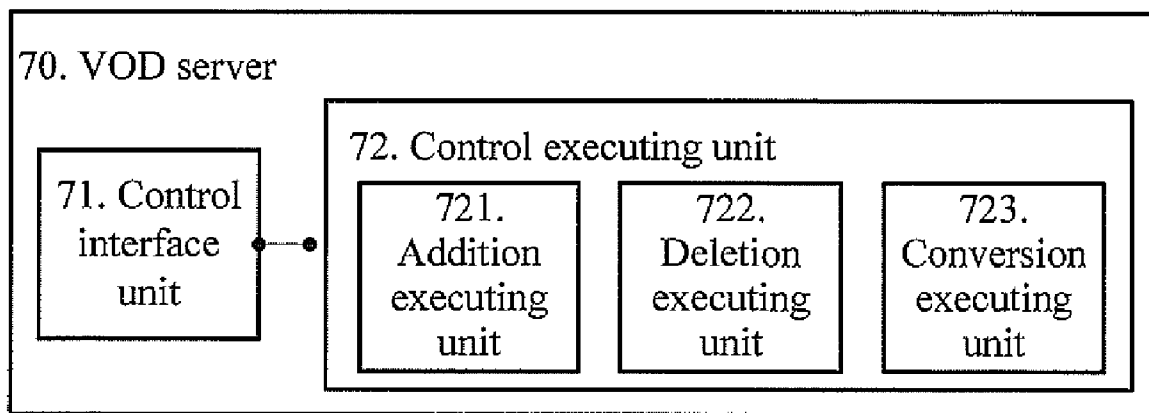 70. VOD server
72. Control executing unit
71. Control
interface
unit
721.
Addition
executing
unit
722.
Deletion
executing
unit
723.
Conversion
executing
unit